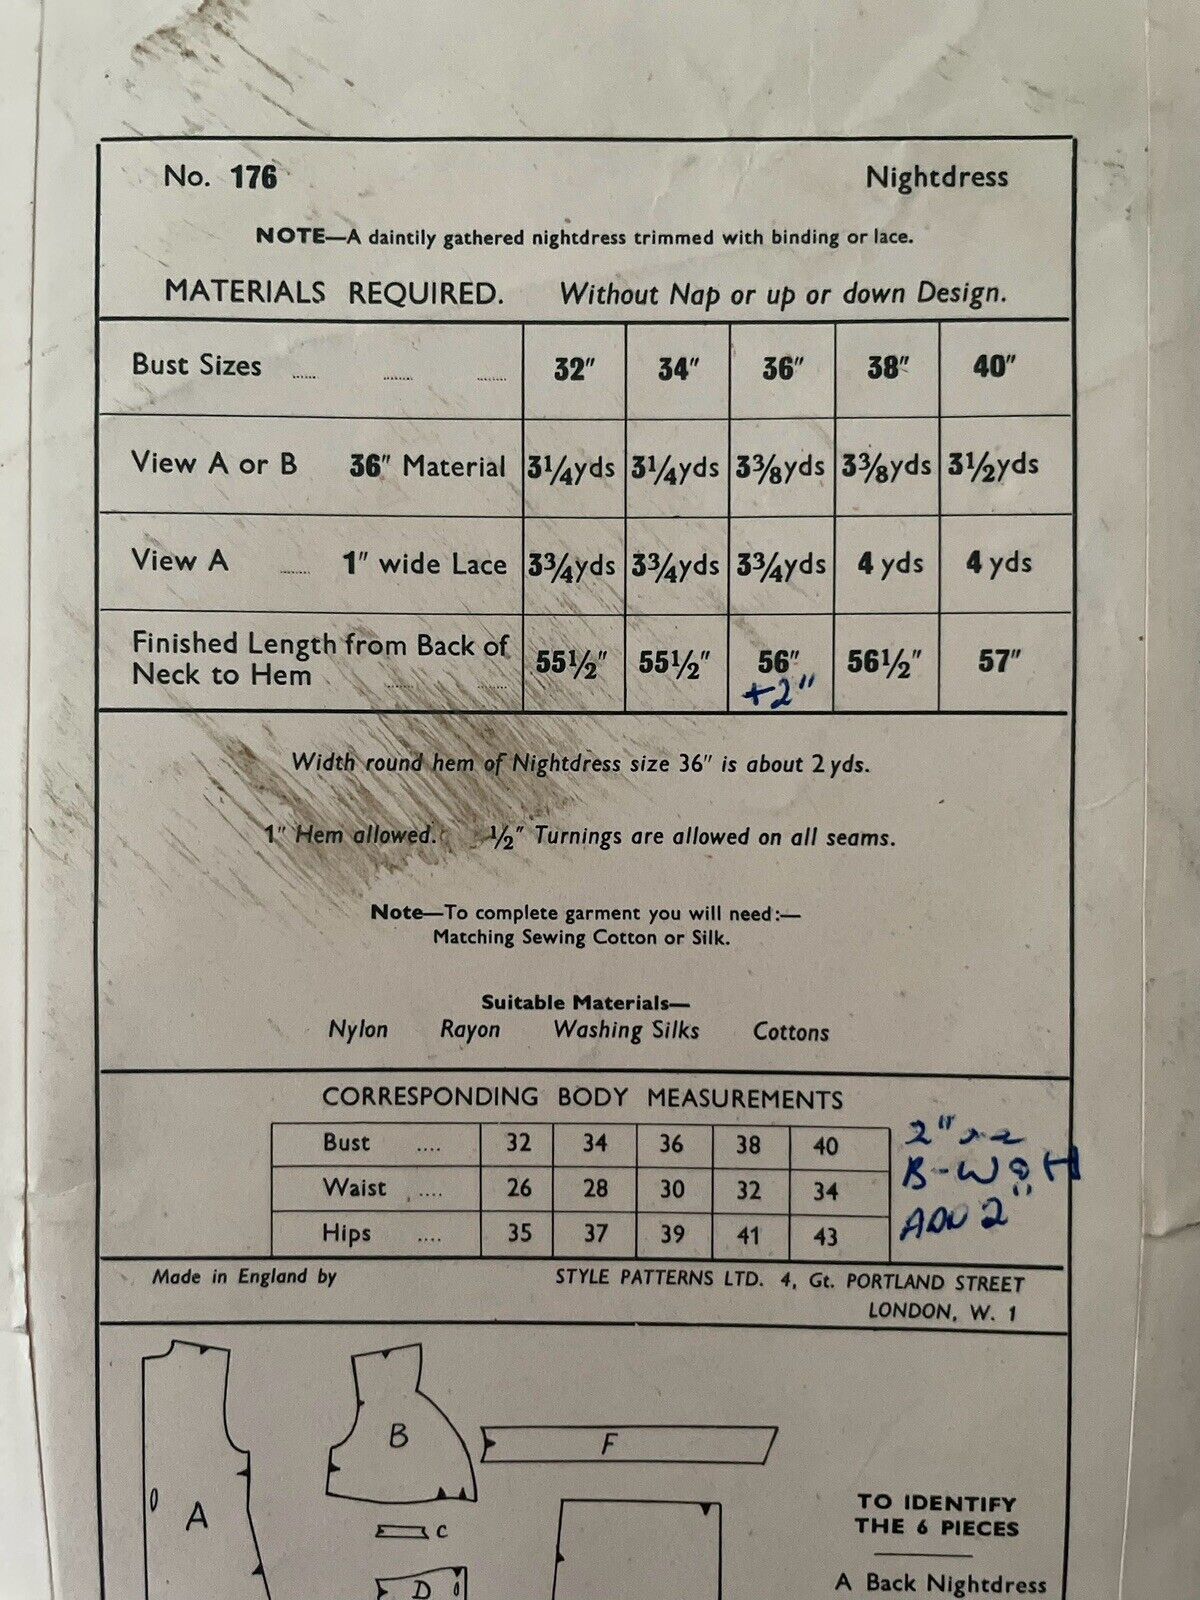 No. 176 Nightdress
NOTE—A daintily gathered nightdress trimmed with binding or lace.
MATERIALS REQUIRED. Without Nap or up or down Design.
Bust Sizes .... .... .... 32″ 34″ 36″ 38″ 40″
View A or B 36″ Material 3¼yds 3¼yds 3⅜yds 3⅜yds 3½yds
View A .... 1″ wide Lace 3¾yds 3¾yds 3¾yds 4 yds 4 yds
Finished Length from Back of
Neck to Hem .... .... 55½″ 55½″ 56″ 56½″ 57″
+2"
Width round hem of Nightdress size 36″ is about 2 yds.
1″ Hem allowed. ½″ Turnings are allowed on all seams.
Note—To complete garment you will need:—
Matching Sewing Cotton or Silk.
Suitable Materials—
Nylon Rayon Washing Silks Cottons
CORRESPONDING BODY MEASUREMENTS
Bust .... 32 34 36 38 40
Waist .... 26 28 30 32 34
Hips .... 35 37 39 41 43
2"
B-W & H
ADD 2"
Made in England by STYLE PATTERNS LTD. 4, Gt. PORTLAND STREET
LONDON, W. 1
A
B
F
C
D
TO IDENTIFY
THE 6 PIECES
A Back Nightdress